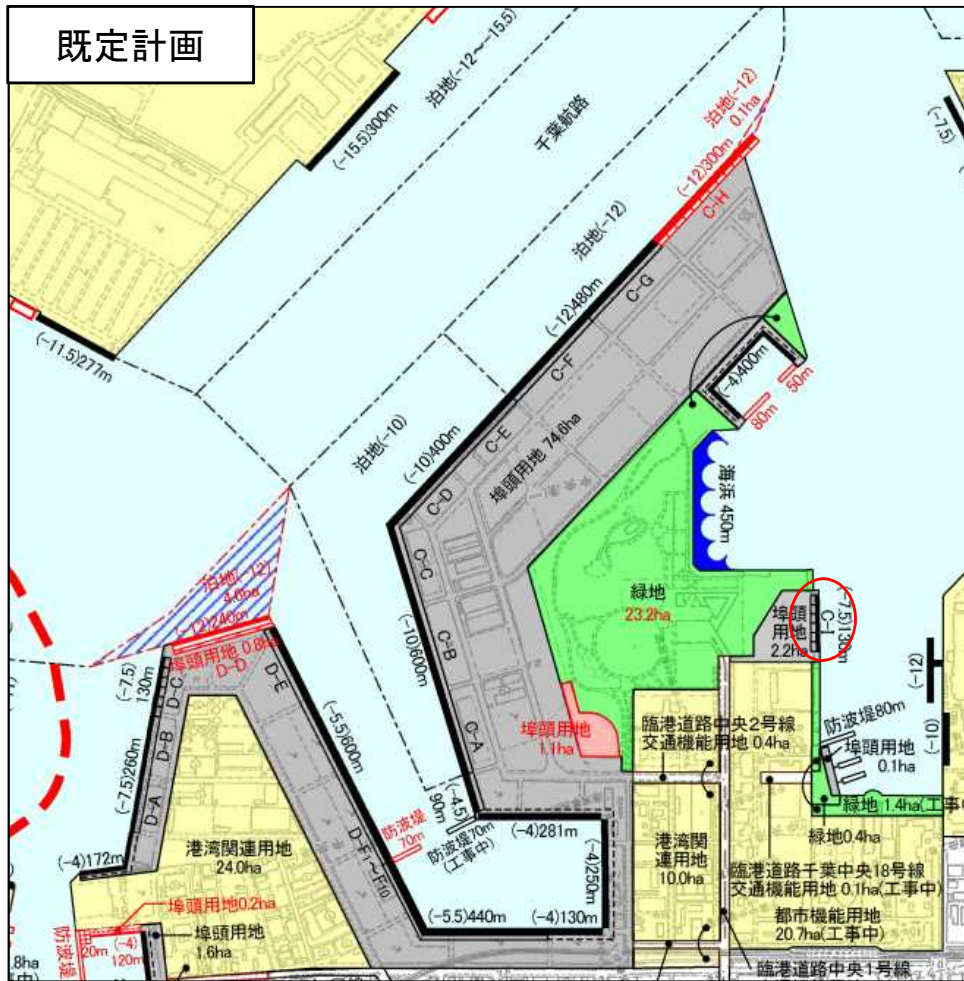 既定計画
泊地(-12~-15.5)
(-15.5)300m
千葉航路
泊地(-12)
0.1ha
(-12)300m
C-H
(-7.5)
泊地(-12)
(-12)480m
C-G
(-11.5)277m
C-F
(-4)400m
50m
80m
泊地(-10)
(-10)400m
C-E
埠頭用地 74.6ha
C-D
海浜 450m
C-C
泊地(-12)
4.0ha
(-12)240m
埠頭用地 0.8ha
D-D
緑地
23.2ha
埠頭
用地
2.2ha
C-I
(-7.5)130m
(-7.5)
130m
D-C
D-E
(-10)600m
C-B
(-12)
(-10)
D-B
(-7.5)260m
D-A
(-5.5)600m
C-A
埠頭用地
1.1ha
臨港道路中央2号線
交通機能用地 0.4ha
防波堤80m
埠頭用地
0.1ha
緑地 1.4ha(工事中
緑地0.4ha
(-4.5)
90m
防波堤
70m
防波堤70m
(工事中)
(-4)281m
(-4)250m
(-4)172m
港湾関連用地
24.0ha
D-F1~F10
港湾関
連用地
10.0ha
臨港道路千葉中央18号線
交通機能用地 0.1ha(工事中)
(-5.5)440m
(-4)130m
都市機能用地
20.7ha(工事中)
埠頭用地0.2ha
埠頭用地
1.6ha
防波堤
20m
(-4)
120m
.8ha
中)
臨港道路中央1号線